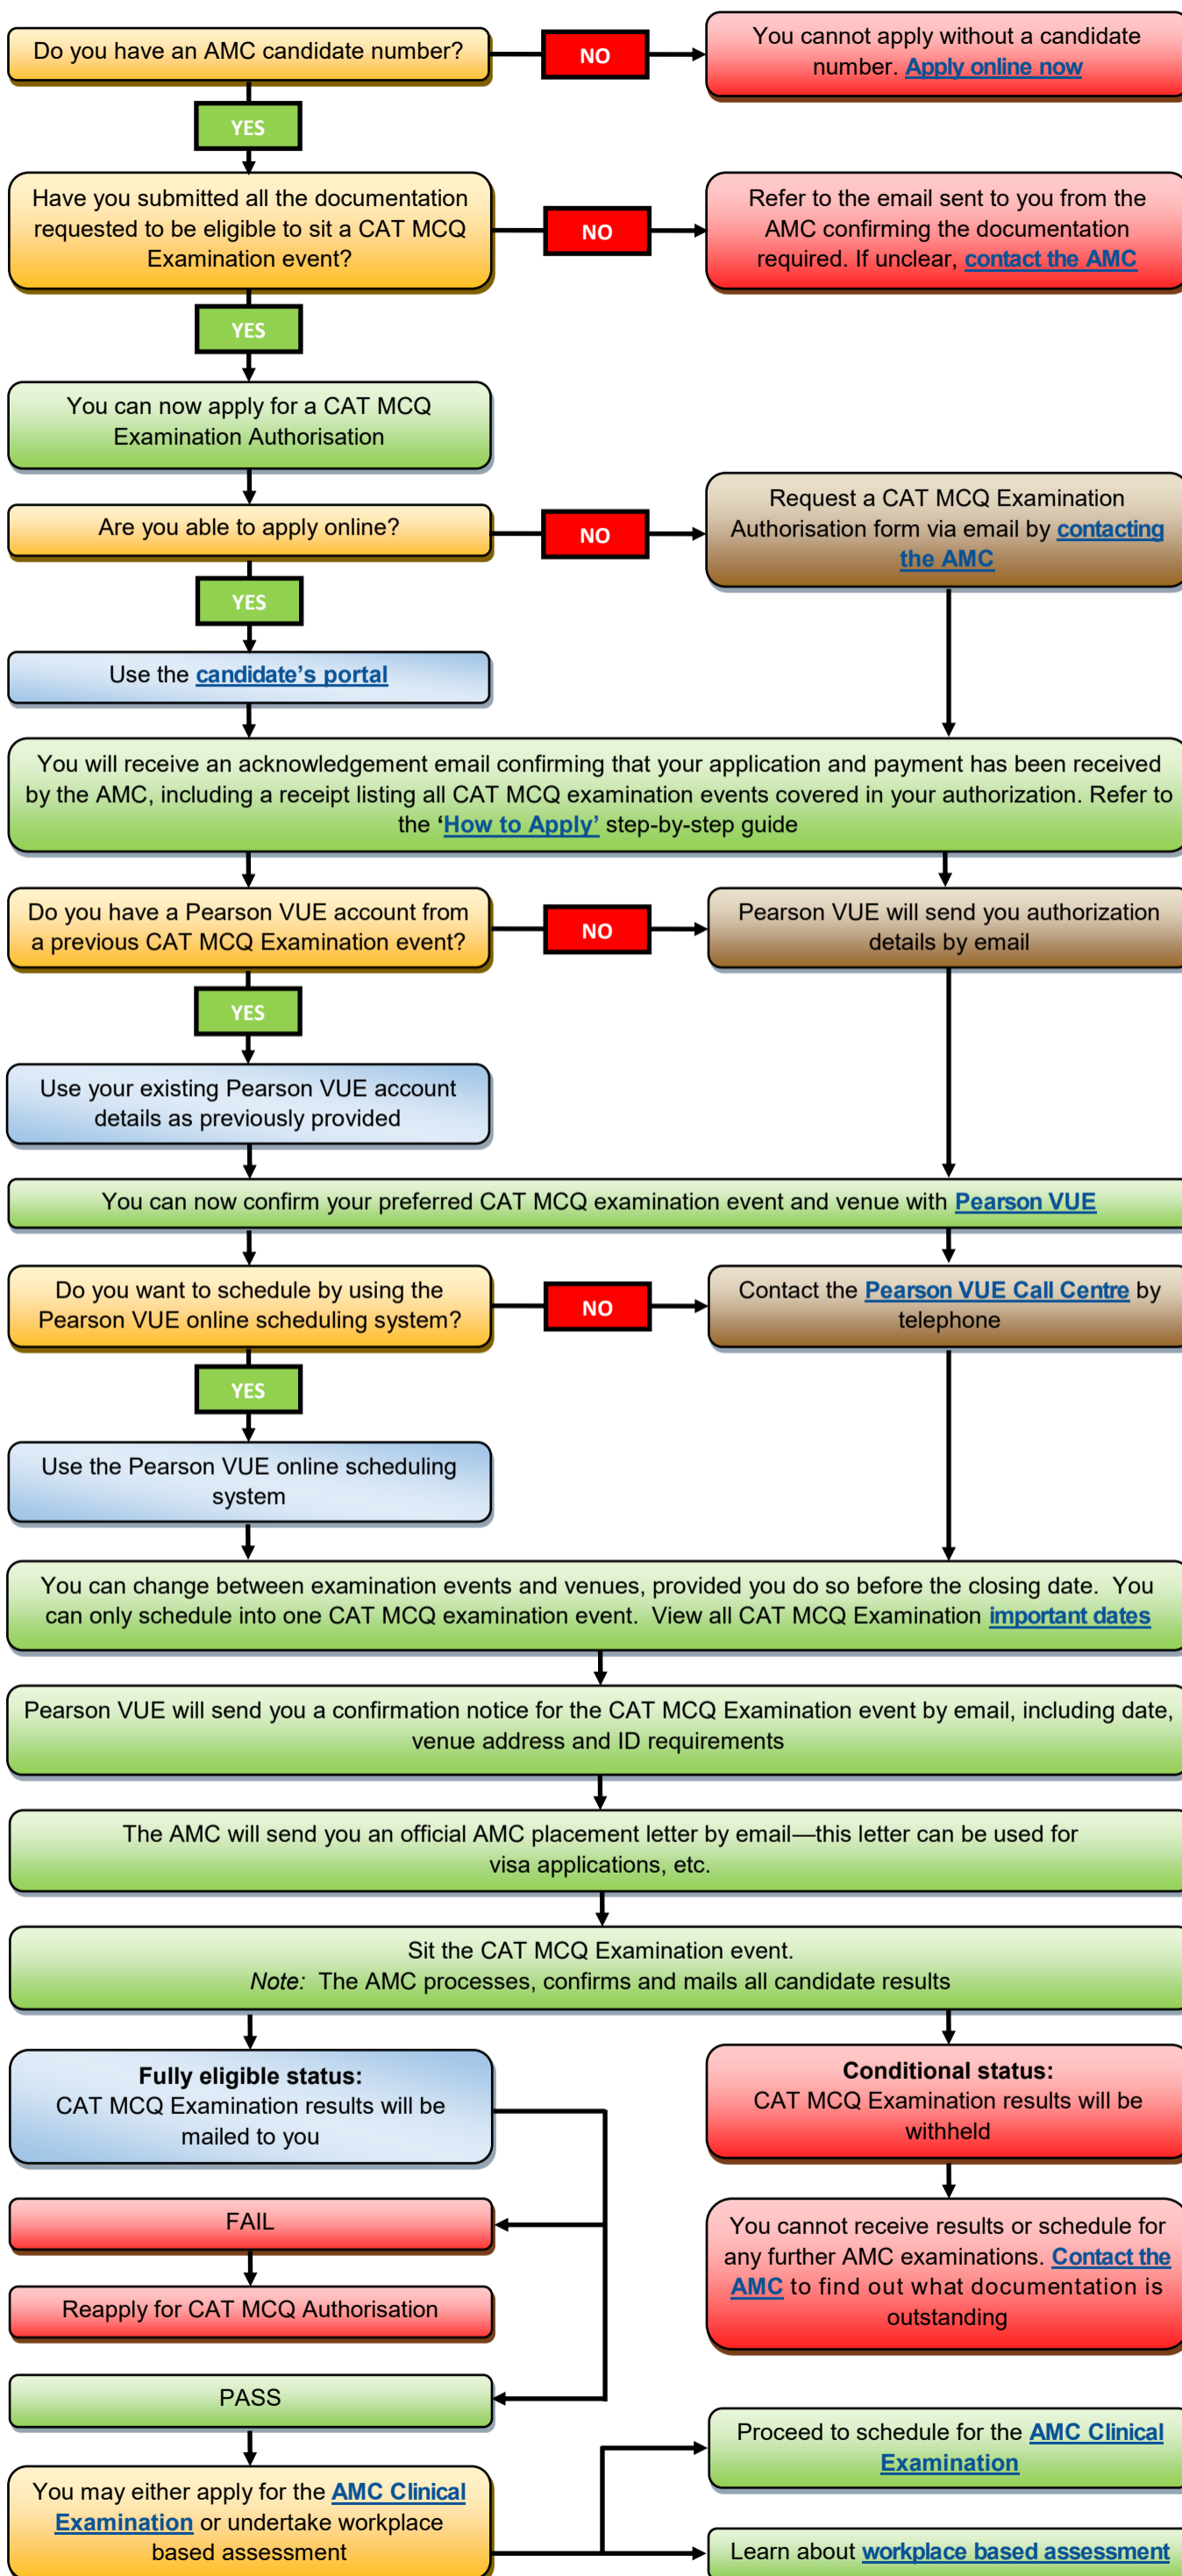 Do you have an AMC candidate number?
NO
You cannot apply without a candidate
number. Apply online now
YES
Have you submitted all the documentation
requested to be eligible to sit a CAT MCQ
Examination event?
NO
Refer to the email sent to you from the
AMC confirming the documentation
required. If unclear, contact the AMC
YES
You can now apply for a CAT MCQ
Examination Authorisation
Are you able to apply online?
NO
Request a CAT MCQ Examination
Authorisation form via email by contacting
the AMC
YES
Use the candidate’s portal
You will receive an acknowledgement email confirming that your application and payment has been received
by the AMC, including a receipt listing all CAT MCQ examination events covered in your authorization. Refer to
the ‘How to Apply’ step-by-step guide
Do you have a Pearson VUE account from
a previous CAT MCQ Examination event?
NO
Pearson VUE will send you authorization
details by email
YES
Use your existing Pearson VUE account
details as previously provided
You can now confirm your preferred CAT MCQ examination event and venue with Pearson VUE
Do you want to schedule by using the
Pearson VUE online scheduling system?
NO
Contact the Pearson VUE Call Centre by
telephone
YES
Use the Pearson VUE online scheduling
system
You can change between examination events and venues, provided you do so before the closing date. You
can only schedule into one CAT MCQ examination event. View all CAT MCQ Examination important dates
Pearson VUE will send you a confirmation notice for the CAT MCQ Examination event by email, including date,
venue address and ID requirements
The AMC will send you an official AMC placement letter by email—this letter can be used for
visa applications, etc.
Sit the CAT MCQ Examination event.
Note: The AMC processes, confirms and mails all candidate results
Fully eligible status:
CAT MCQ Examination results will be
mailed to you
Conditional status:
CAT MCQ Examination results will be
withheld
FAIL
Reapply for CAT MCQ Authorisation
You cannot receive results or schedule for
any further AMC examinations. Contact the
AMC to find out what documentation is
outstanding
PASS
You may either apply for the AMC Clinical
Examination or undertake workplace
based assessment
Proceed to schedule for the AMC Clinical
Examination
Learn about workplace based assessment